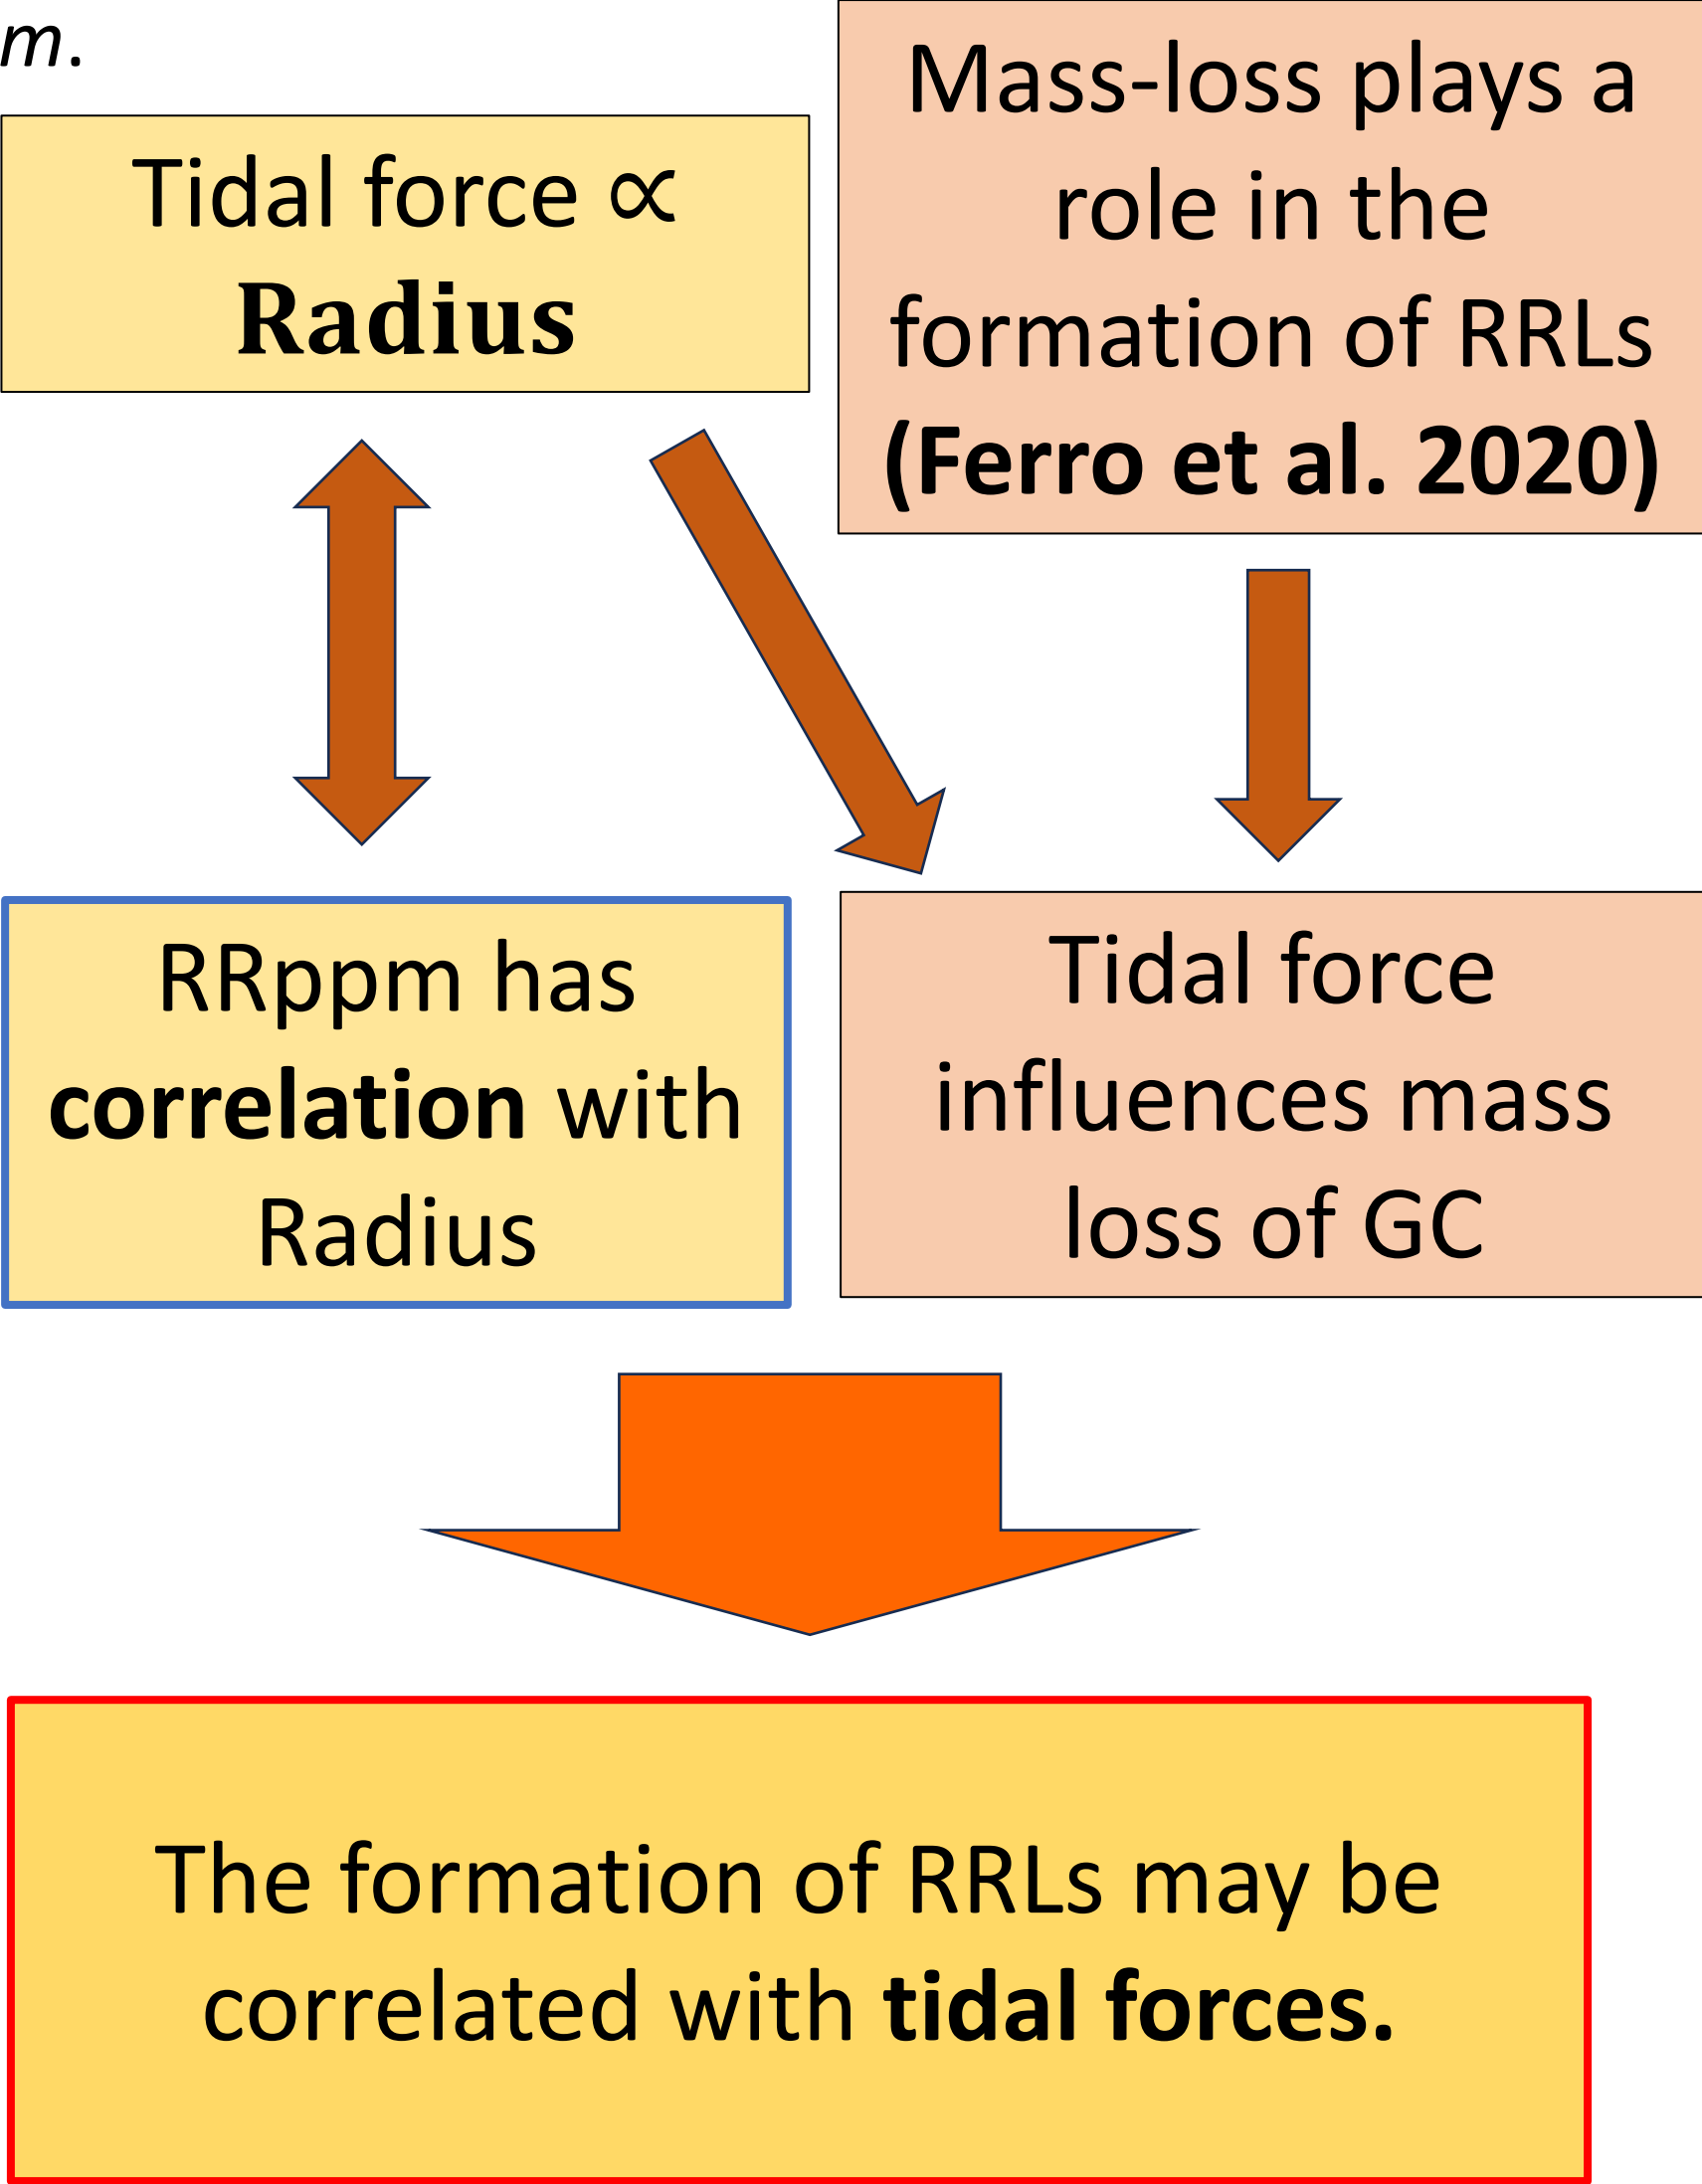 m.
Tidal force ∝
Radius
Mass-loss plays a
role in the
formation of RRLs
(Ferro et al. 2020)
RRppm has
correlation with
Radius
Tidal force
influences mass
loss of GC
The formation of RRLs may be
correlated with tidal forces.